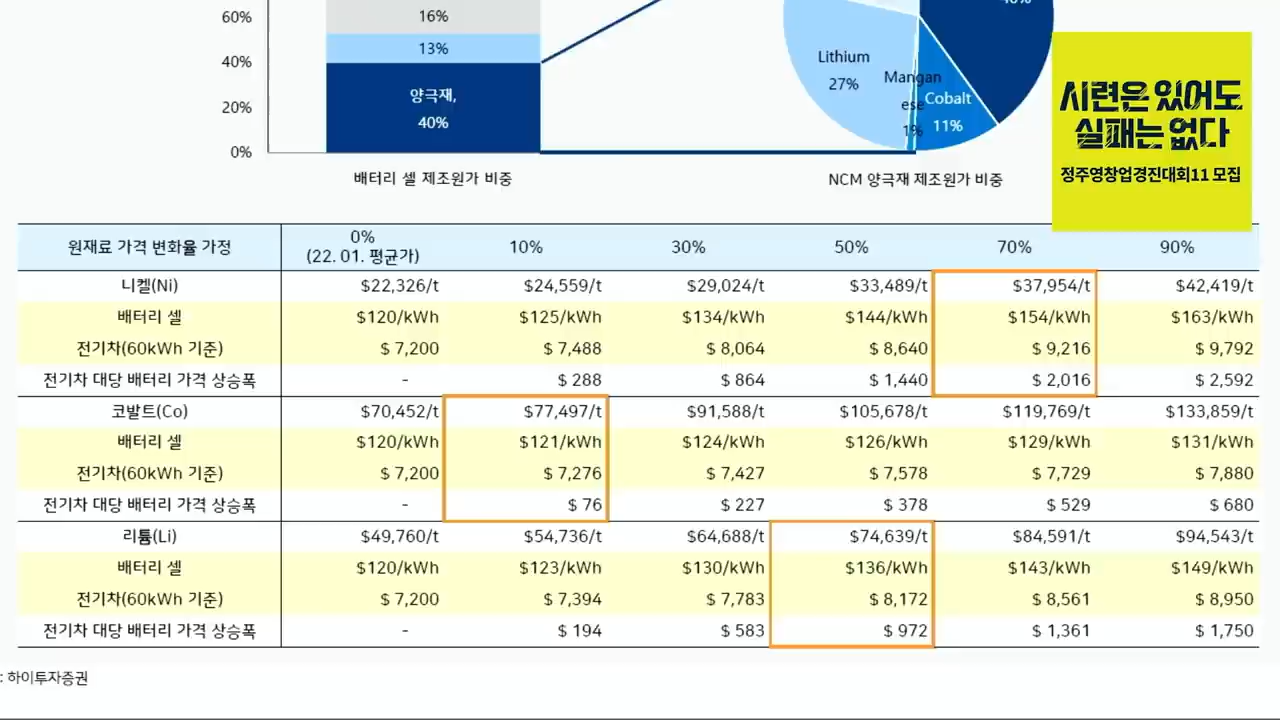 60%
16%
13%
40%
양극재,
40%
20%
0%
배터리 셀 제조원가 비중
Lithium
27%
Mangan
ese
1%
Cobalt
11%
NCM 양극재 제조원가 비중
시련은 있어도
실패는 없다
정주영창업경진대회11 모집
원재료 가격 변화율 가정 0% (22. 01. 평균가) 10% 30% 50% 70% 90%
니켈(Ni) $22,326/t $24,559/t $29,024/t $33,489/t $37,954/t $42,419/t
배터리 셀 $120/kWh $125/kWh $134/kWh $144/kWh $154/kWh $163/kWh
전기차(60kWh 기준) $ 7,200 $ 7,488 $ 8,064 $ 8,640 $ 9,216 $ 9,792
전기차 대당 배터리 가격 상승폭 - $ 288 $ 864 $ 1,440 $ 2,016 $ 2,592
코발트(Co) $70,452/t $77,497/t $91,588/t $105,678/t $119,769/t $133,859/t
배터리 셀 $120/kWh $121/kWh $124/kWh $126/kWh $129/kWh $131/kWh
전기차(60kWh 기준) $ 7,200 $ 7,276 $ 7,427 $ 7,578 $ 7,729 $ 7,880
전기차 대당 배터리 가격 상승폭 - $ 76 $ 227 $ 378 $ 529 $ 680
리튬(Li) $49,760/t $54,736/t $64,688/t $74,639/t $84,591/t $94,543/t
배터리 셀 $120/kWh $123/kWh $130/kWh $136/kWh $143/kWh $149/kWh
전기차(60kWh 기준) $ 7,200 $ 7,394 $ 7,783 $ 8,172 $ 8,561 $ 8,950
전기차 대당 배터리 가격 상승폭 - $ 194 $ 583 $ 972 $ 1,361 $ 1,750
: 하이투자증권